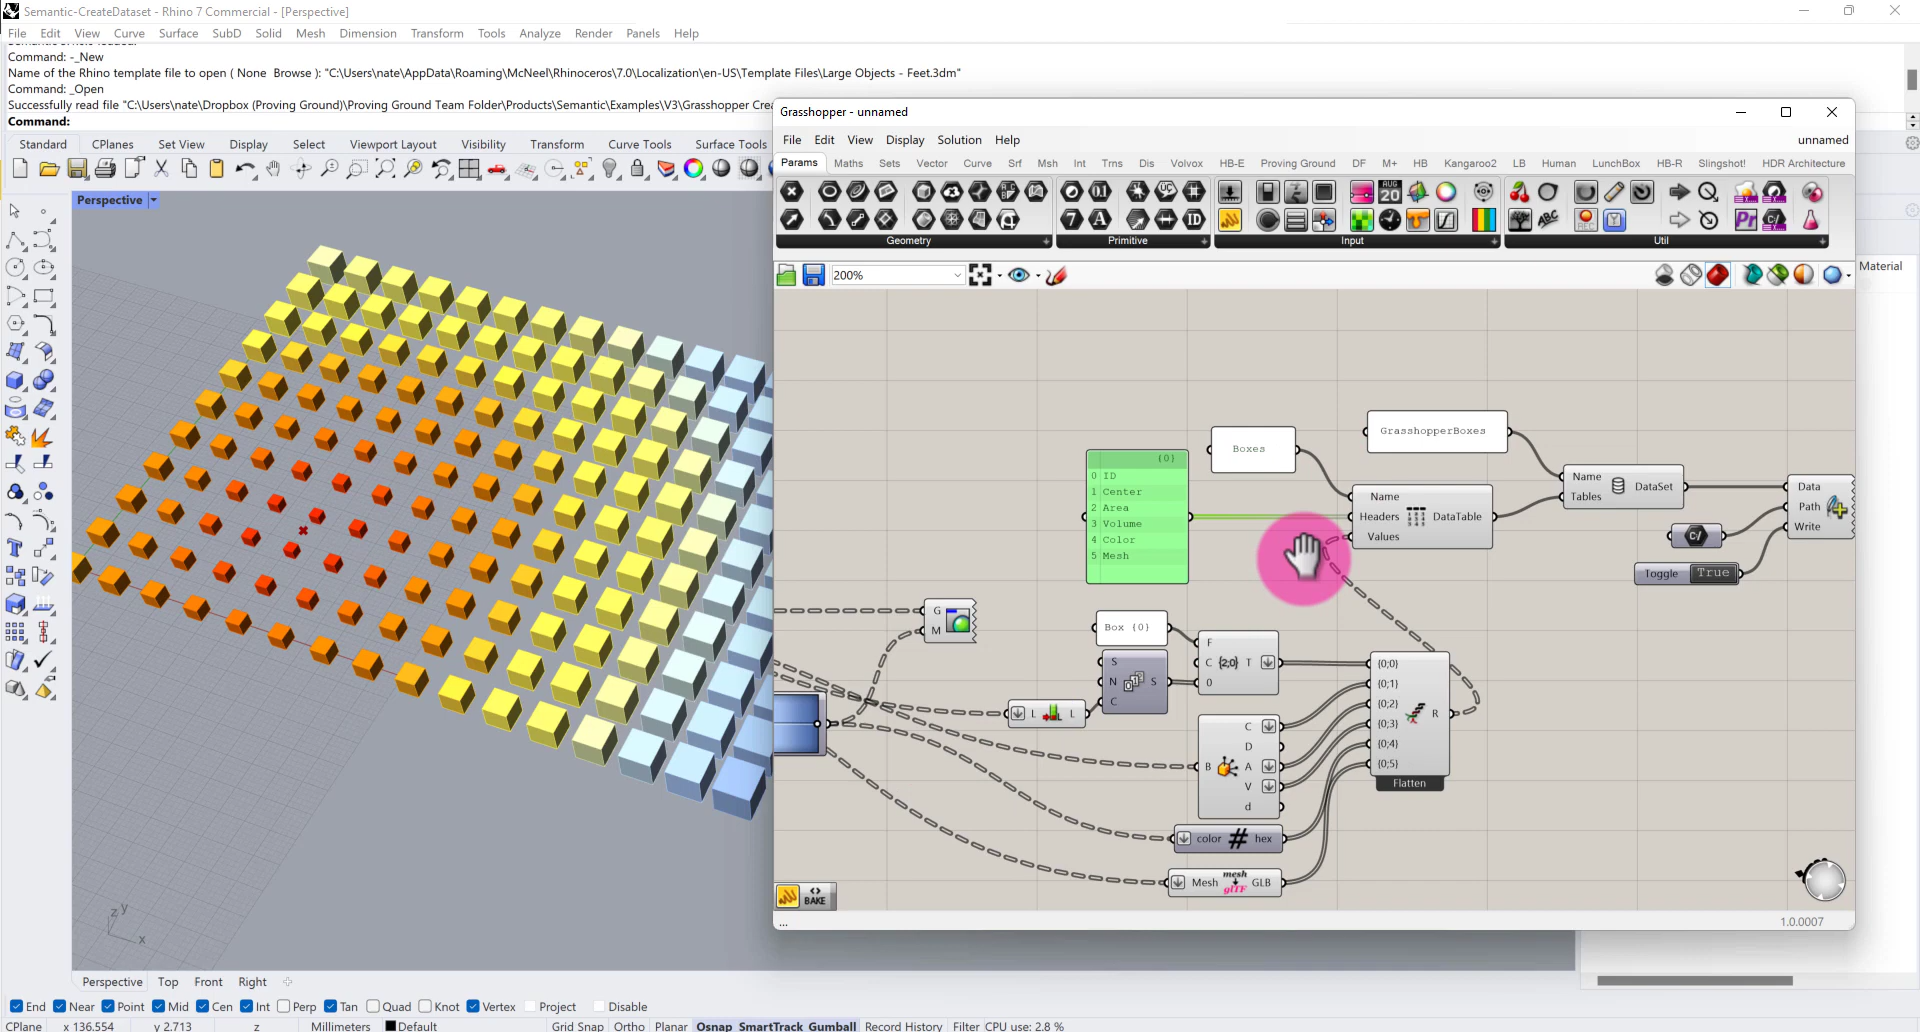 Semantic-CreateDataset - Rhino 7 Commercial - [Perspective]
File Edit View Curve Surface SubD Solid Mesh Dimension Transform Tools Analyze Render Panels Help
Command: -_New
Name of the Rhino template file to open ( None Browse ): "C:\Users\nate\AppData\Roaming\McNeel\Rhinoceros\7.0\Localization\en-US\Template Files\Large Objects - Feet.3dm"
Command: _Open
Successfully read file "C:\Users\nate\Dropbox (Proving Ground)\Proving Ground Team Folder\Products\Semantic\Examples\V3\Grasshopper Crea
Command:
Standard CPlanes Set View Display Select Viewport Layout Visibility Transform Curve Tools Surface Tools
Perspective
Grasshopper - unnamed
File Edit View Display Solution Help
unnamed
Params Maths Sets Vector Curve Srf Msh Int Trns Dis Volvox HB-E Proving Ground DF M+ HB Kangaroo2 LB Human LunchBox HB-R Slingshot! HDR Architecture
AUG
20
ABC
REC
Pr
ID
Geometry Primitive Input Util
200%
Material
GrasshopperBoxes
Boxes
{0}
0 ID
1 Center
2 Area
3 Volume
4 Color
5 Mesh
Name
Headers DataTable
Values
Name
Tables DataSet
Data
Path
Write
C/
Toggle True
G
M
Box {0}
F
C {2;0} T
O
S
N S
C
L L
{0;0}
{0;1}
{0;2}
{0;3}
{0;4}
{0;5}
R
Flatten
C
D
B A
V
d
color # hex
Mesh mesh glTF GLB
BAKE
...
1.0.0007
z y
x
Perspective Top Front Right
End Near Point Mid Cen Int Perp Tan Quad Knot Vertex Project Disable
CPlane x 136.554 y 2.713 z Millimeters Default Grid Snap Ortho Planar Osnap SmartTrack Gumball Record History Filter CPU use: 2.8 %